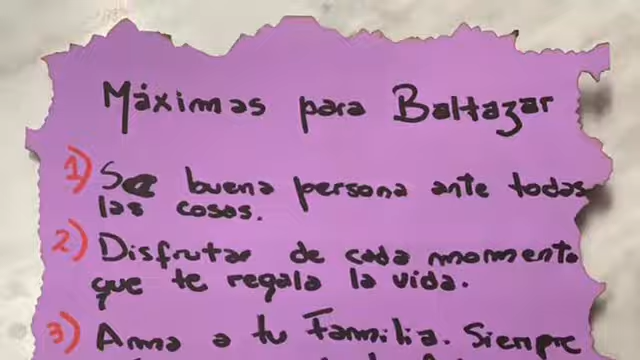 Máximas para Baltazar
1) Se buena persona ante todas
las cosas.
2) Disfrutar de cada momento
que te regala la vida.
3) Ama a tu Familia. Siempre